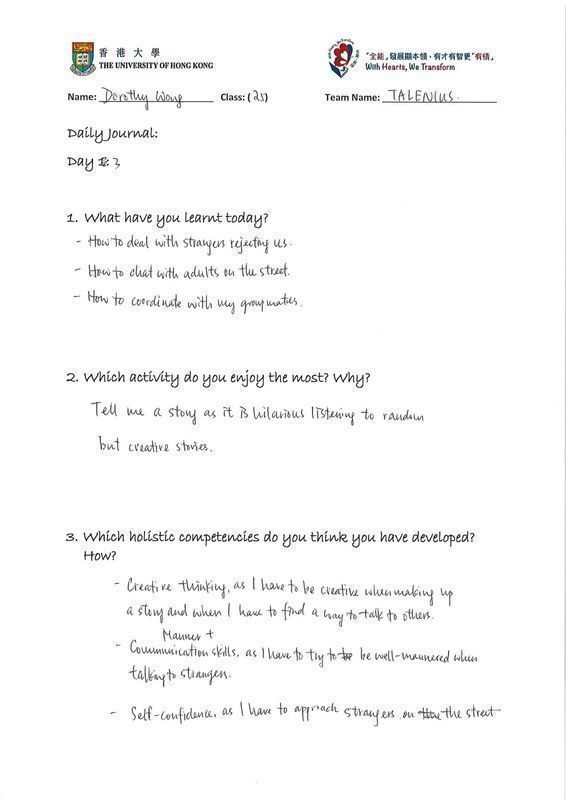 香港大學
THE UNIVERSITY OF HONG KONG
"全能」發展顯本領，有才有智更"有情"
With Hearts, We Transform
Name: Dorothy Wong Class: (2S) Team Name: TALENIUS.
Daily Journal:
Day 3
1. What have you learnt today?
- How to deal with strangers rejecting us.
- How to chat with adults on the street.
- How to coordinate with my groupmates.
2. Which activity do you enjoy the most? Why?
Tell me a story as it is hilarious listening to random
but creative stories.
3. Which holistic competencies do you think you have developed?
How?
- Creative thinking, as I have to be creative when making up
a story and when I have to find a way to talk to others.
Manner +
- Communication skills, as I have to try to be well-mannered when
talking to strangers.
- Self-confidence, as I have to approach strangers on the street